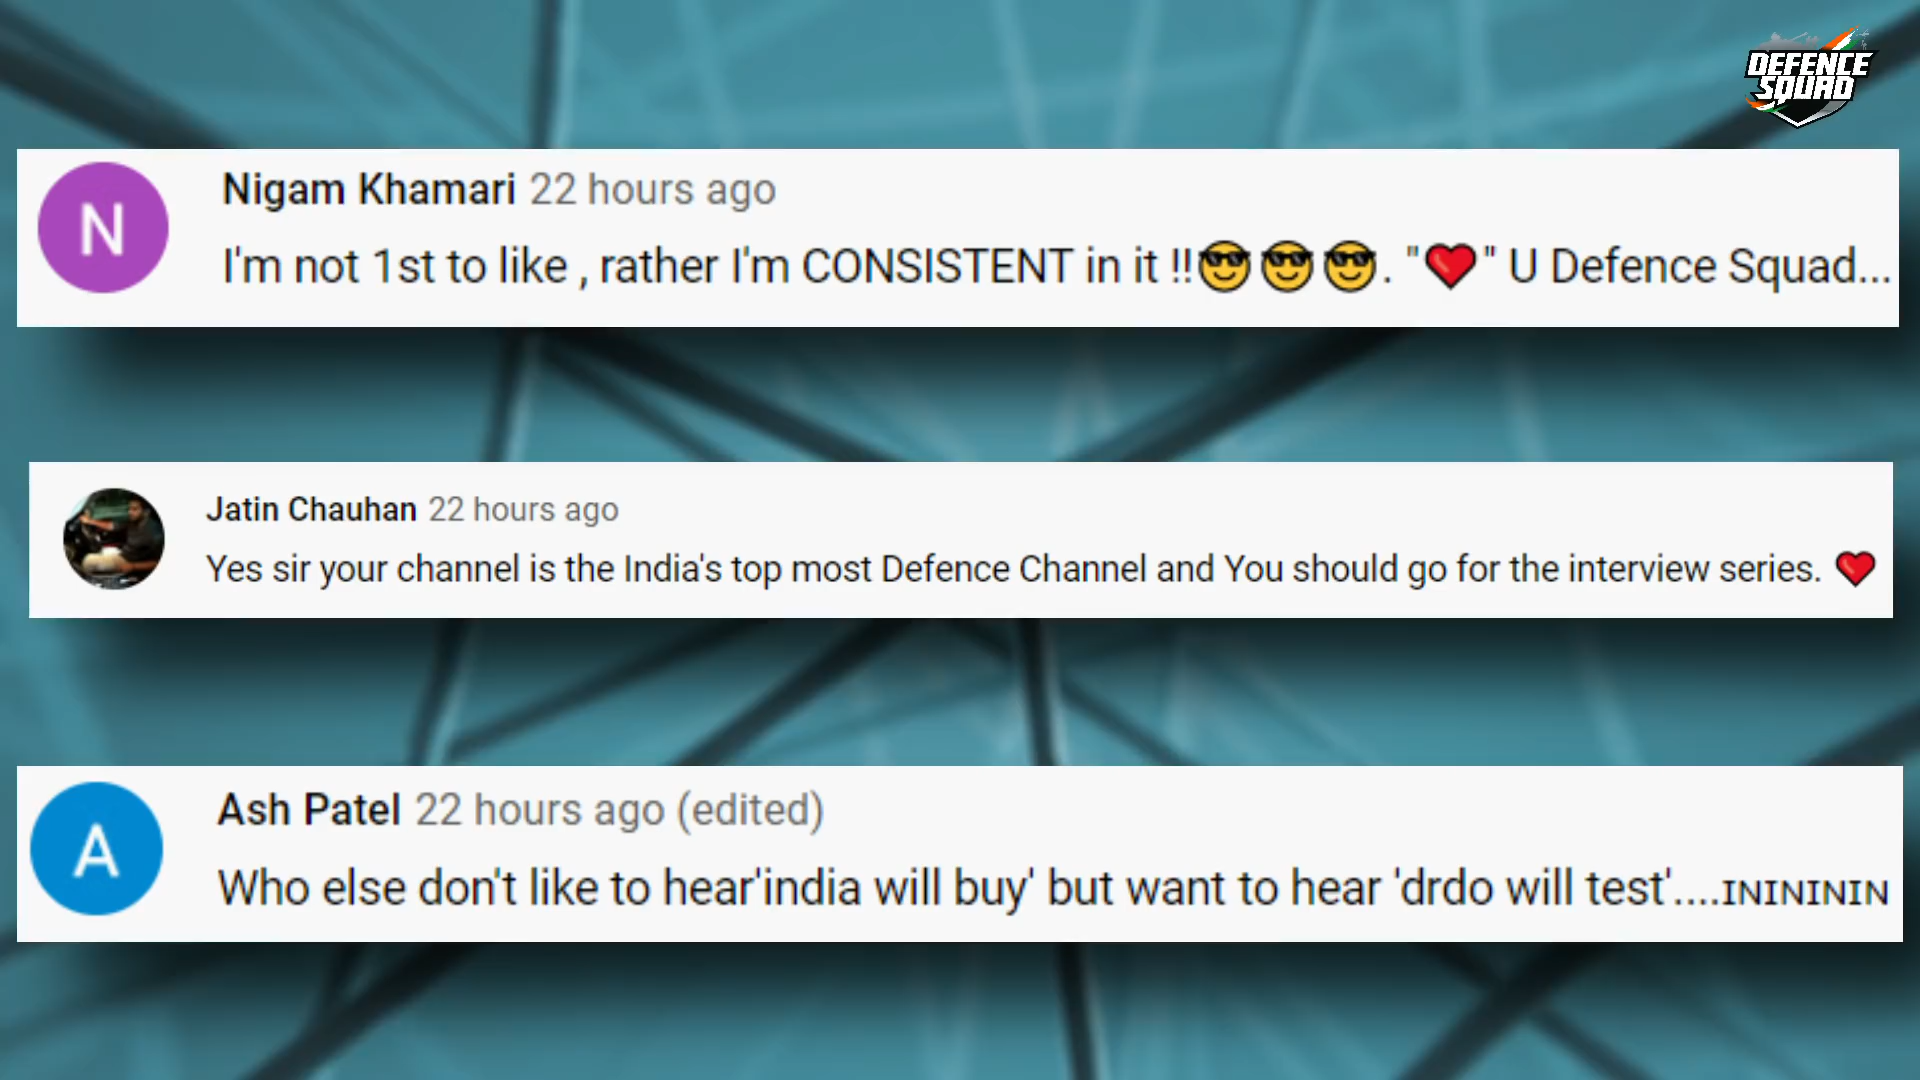 DEFENCE
SQUAD
N
Nigam Khamari 22 hours ago
I'm not 1st to like , rather I'm CONSISTENT in it !!😎😎😎. "❤️" U Defence Squad...
Jatin Chauhan 22 hours ago
Yes sir your channel is the India's top most Defence Channel and You should go for the interview series. ❤️
A
Ash Patel 22 hours ago (edited)
Who else don't like to hear'india will buy' but want to hear 'drdo will test'....ɪɴɪɴɪɴɪɴ